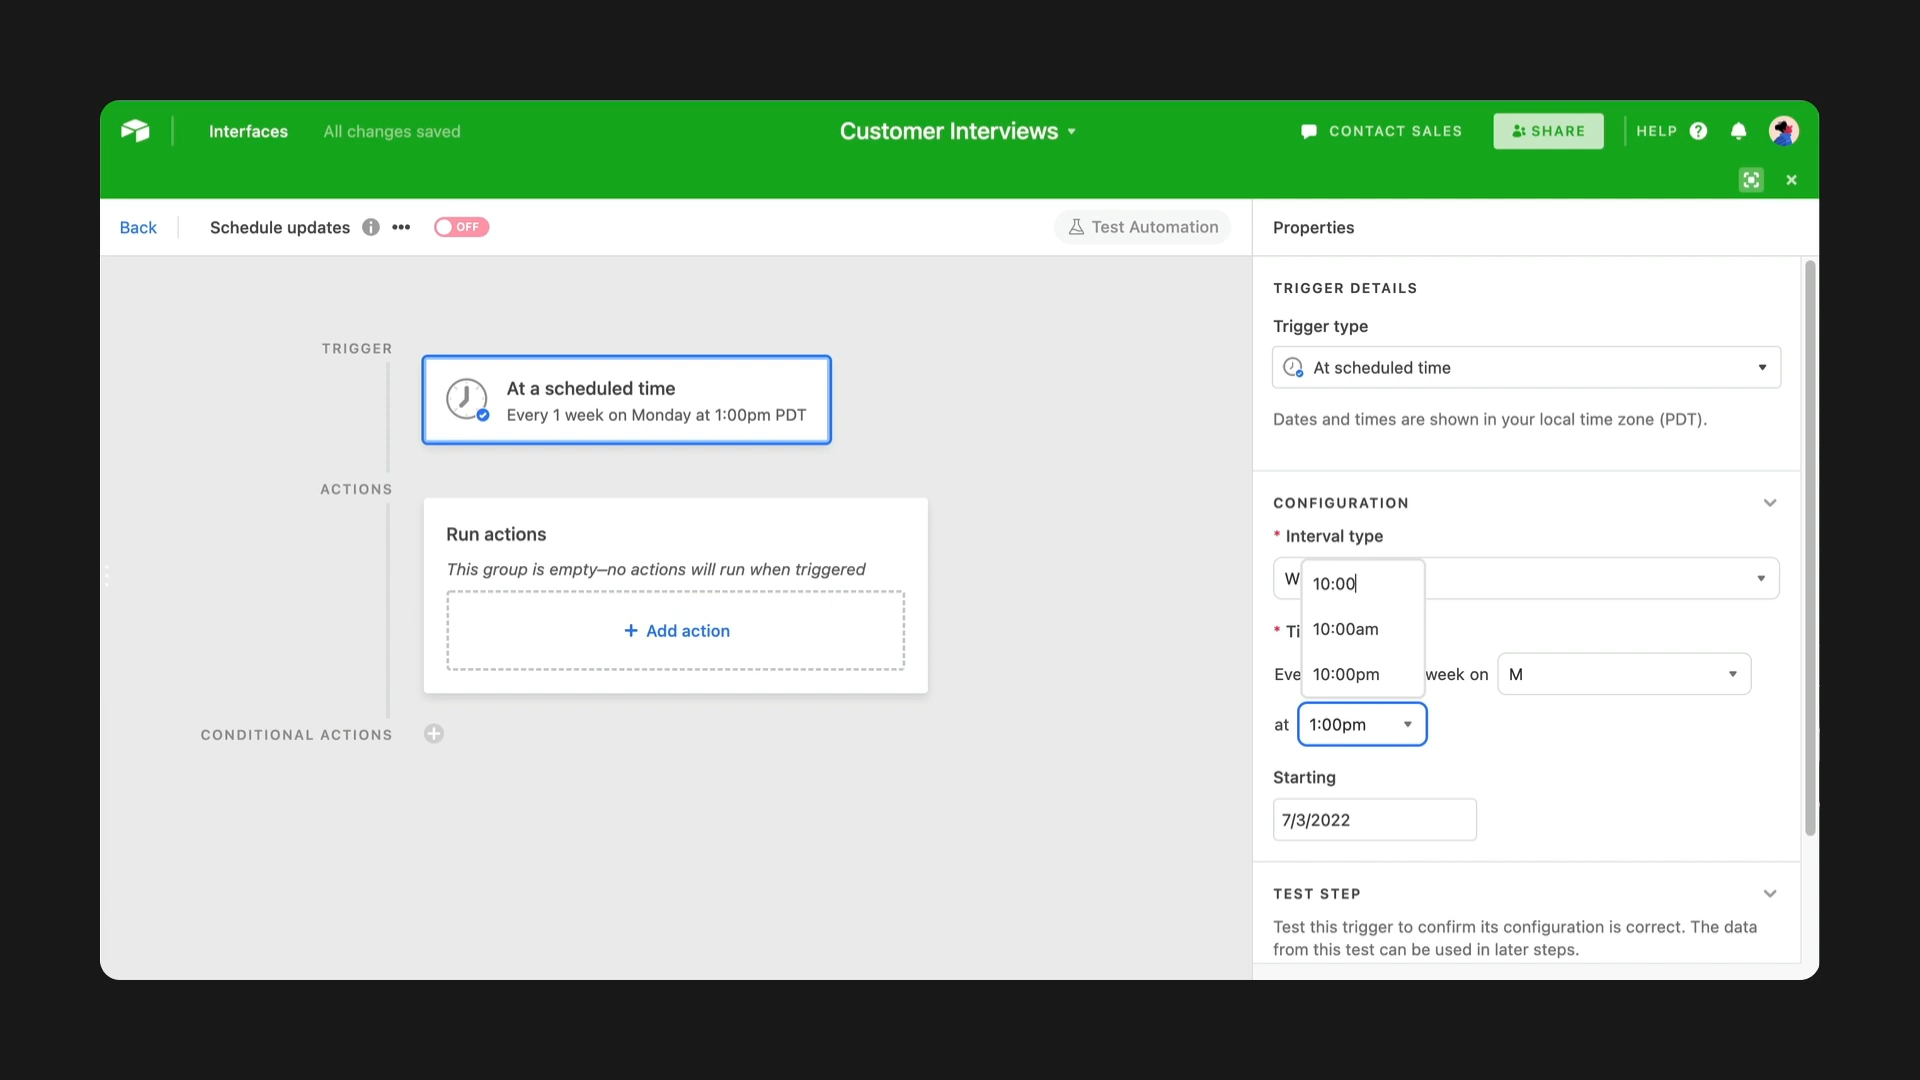 Interfaces
All changes saved
Customer Interviews
CONTACT SALES
SHARE
HELP
Back
Schedule updates
OFF
Test Automation
Properties
TRIGGER
At a scheduled time
Every 1 week on Monday at 1:00pm PDT
ACTIONS
Run actions
This group is empty—no actions will run when triggered
+ Add action
CONDITIONAL ACTIONS
TRIGGER DETAILS
Trigger type
At scheduled time
Dates and times are shown in your local time zone (PDT).
CONFIGURATION
* Interval type
W
10:00
10:00am
* Ti
10:00pm
Eve
week on
M
at
1:00pm
Starting
7/3/2022
TEST STEP
Test this trigger to confirm its configuration is correct. The data
from this test can be used in later steps.